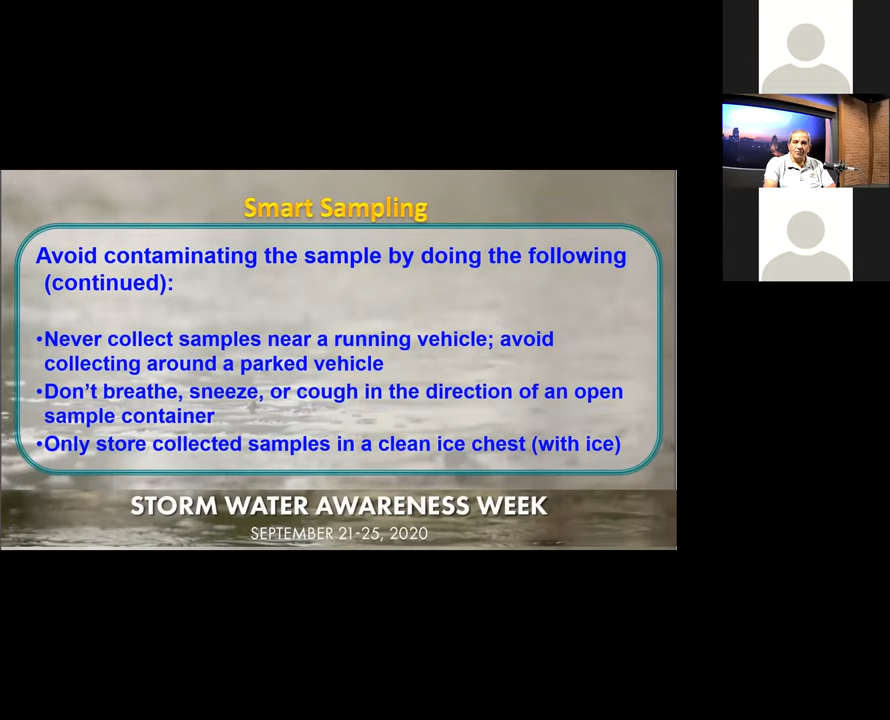 Smart Sampling
Avoid contaminating the sample by doing the following
(continued):
•Never collect samples near a running vehicle; avoid
collecting around a parked vehicle
•Don’t breathe, sneeze, or cough in the direction of an open
sample container
•Only store collected samples in a clean ice chest (with ice)
STORM WATER AWARENESS WEEK
SEPTEMBER 21-25, 2020